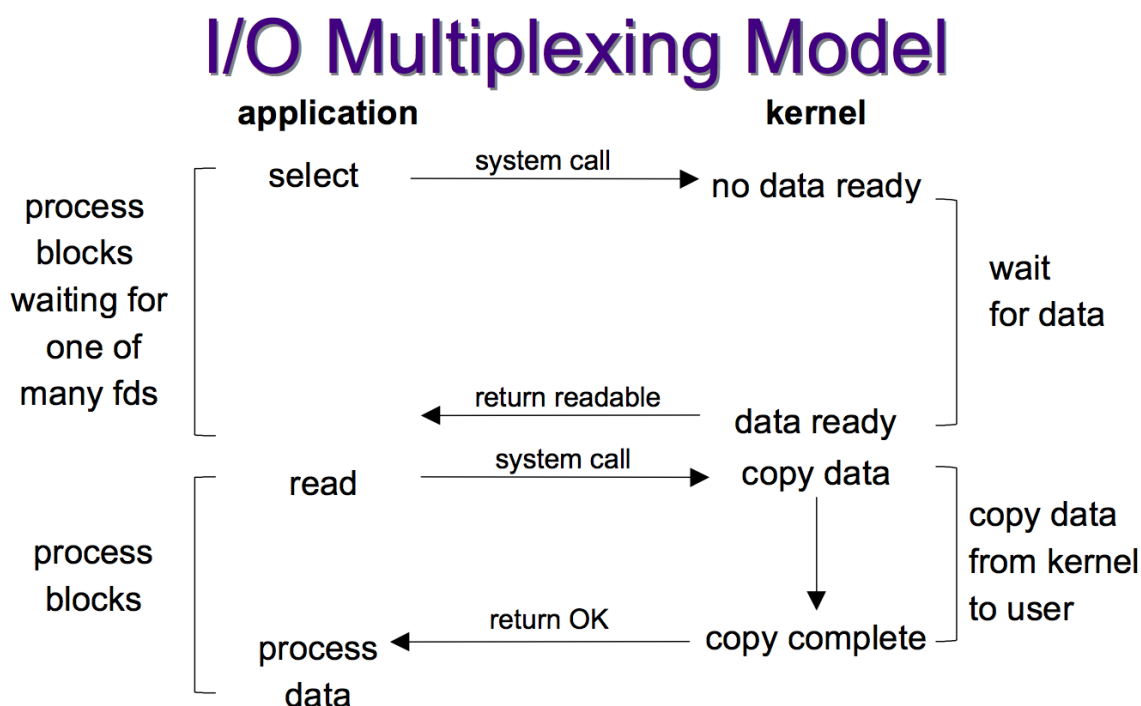 I/O Multiplexing Model
application
kernel
select
system call
no data ready
process
blocks
waiting for
one of
many fds
wait
for data
return readable
data ready
read
system call
copy data
process
blocks
copy data
from kernel
to user
return OK
copy complete
process
data